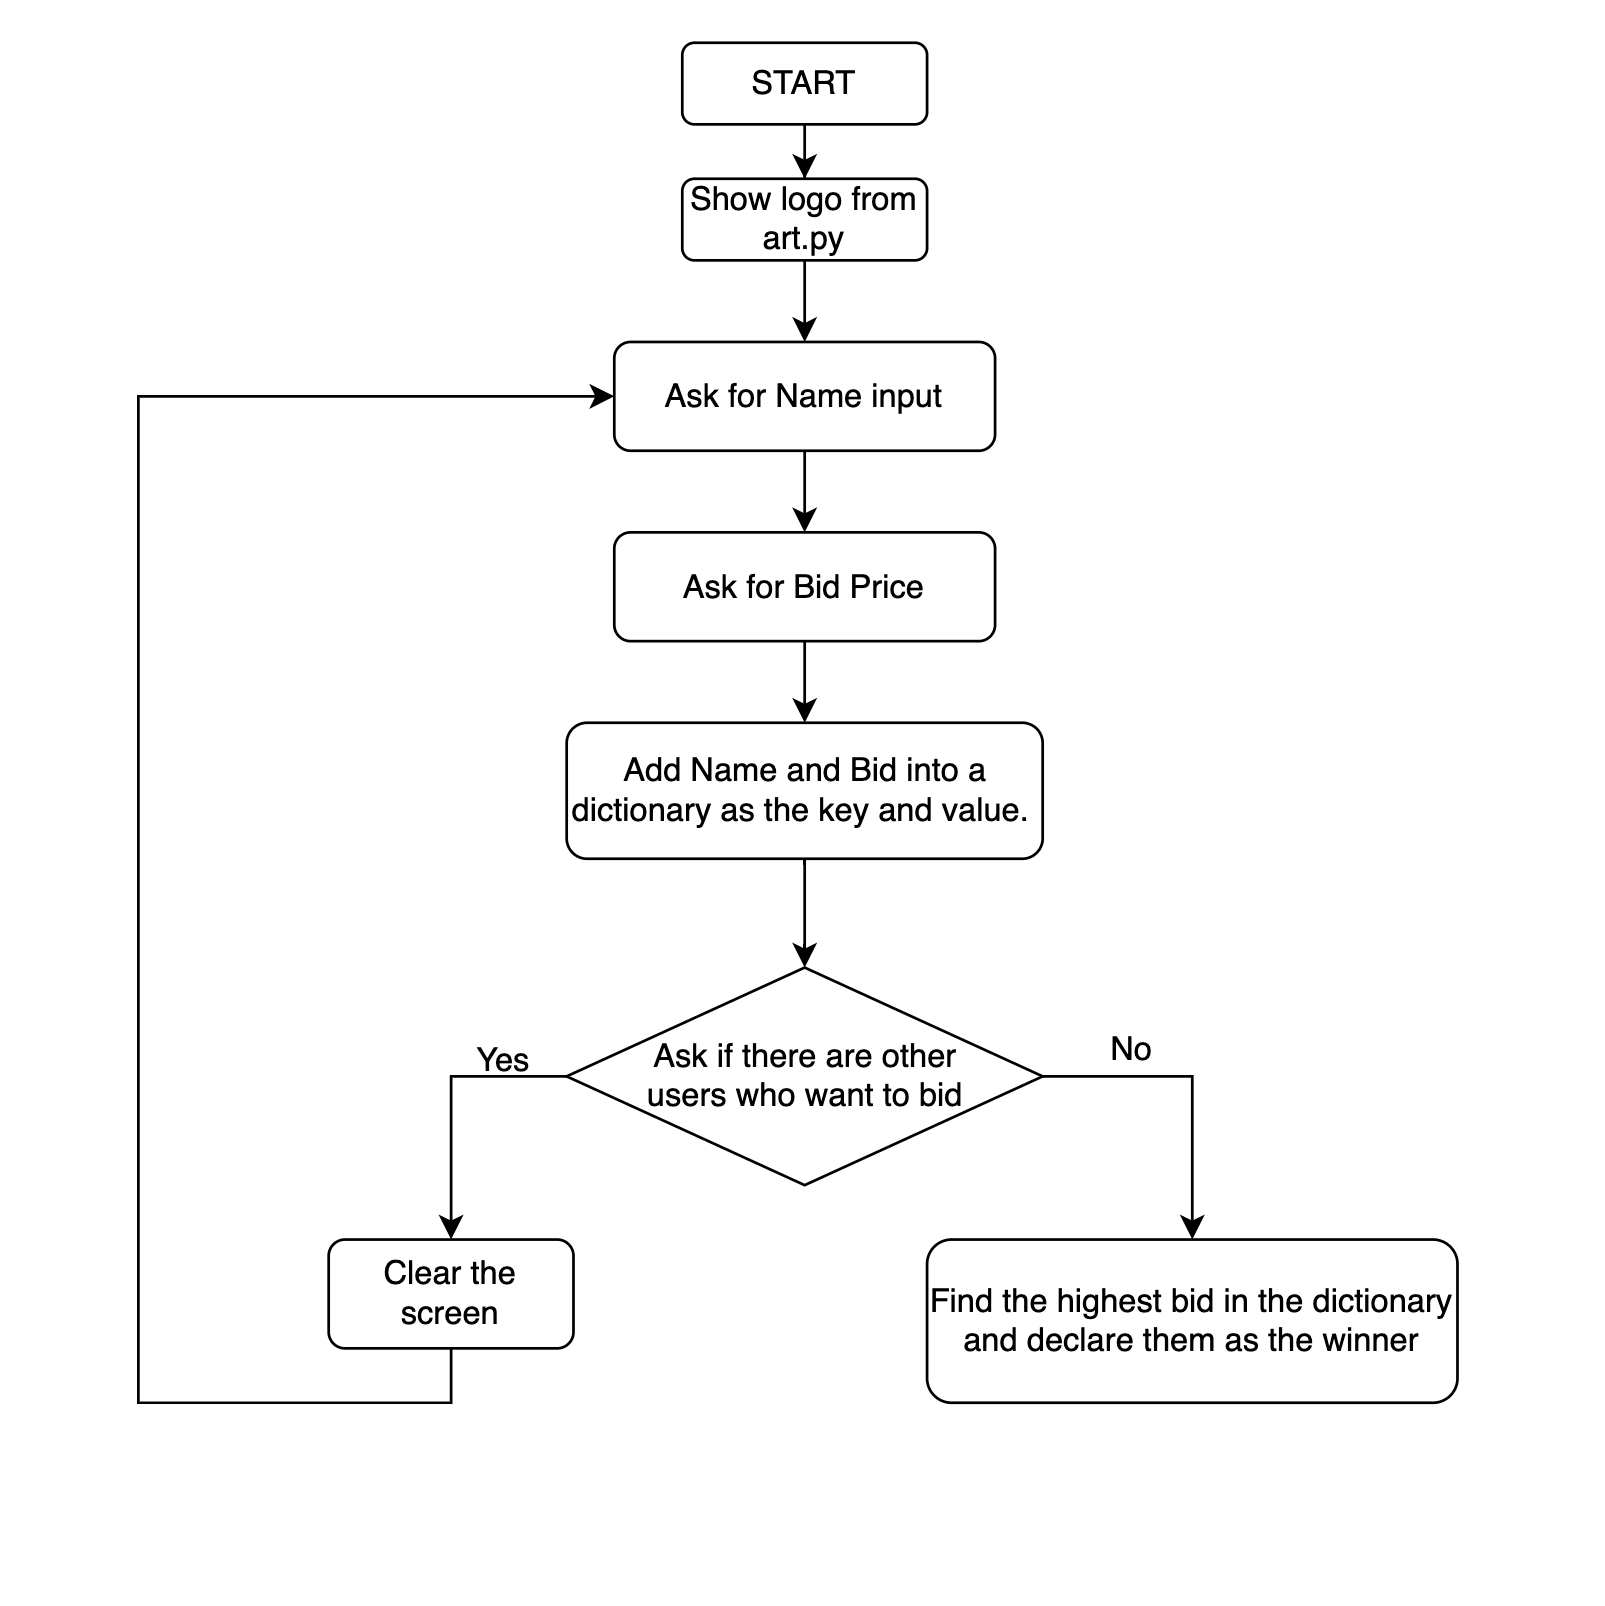 START
Show logo from
art.py
Ask for Name input
Ask for Bid Price
Add Name and Bid into a
dictionary as the key and value.
Ask if there are other
users who want to bid
Yes
No
Clear the
screen
Find the highest bid in the dictionary
and declare them as the winner